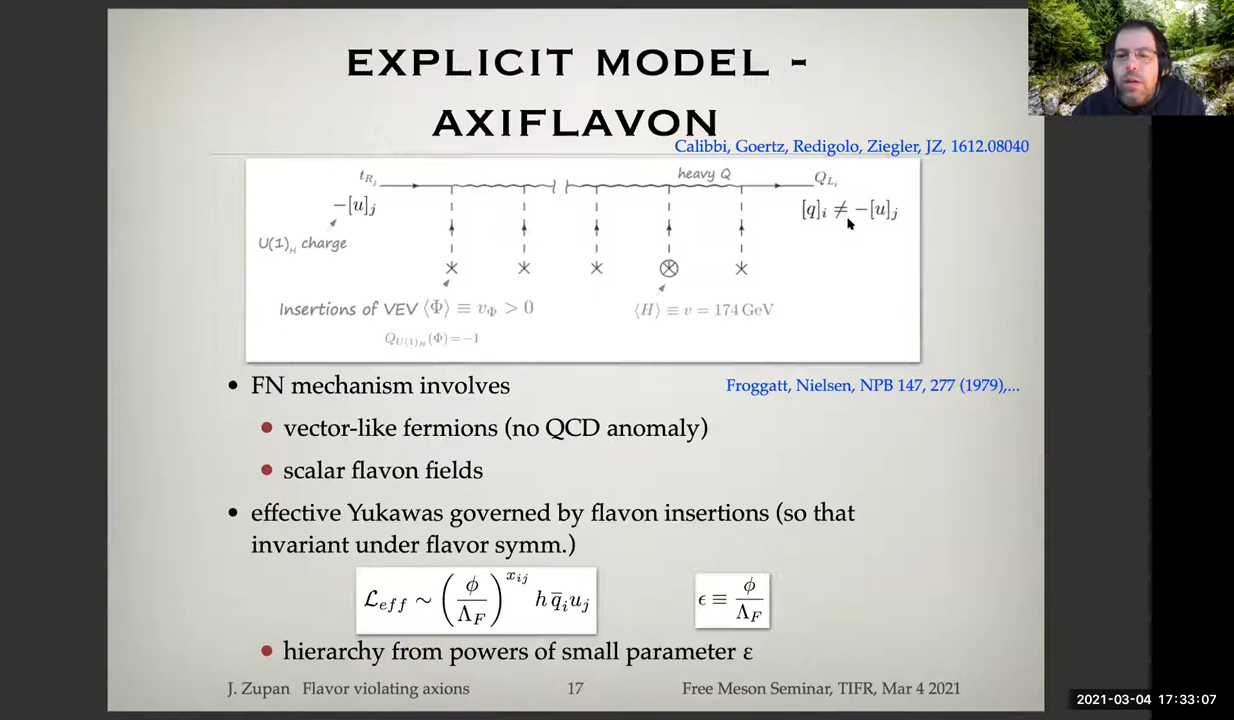 EXPLICIT MODEL -
AXIFLAVON
Calibbi, Goertz, Redigolo, Ziegler, JZ, 1612.08040
t_{R_j} heavy Q Q_{L_i}
−[u]_j [q]_i ≠ −[u]_j
U(1)_H charge
Insertions of VEV ⟨Φ⟩ ≡ v_Φ > 0 ⟨H⟩ ≡ v = 174 GeV
Q_{U(1)_H}(Φ) = −1
• FN mechanism involves Froggatt, Nielsen, NPB 147, 277 (1979),...
• vector-like fermions (no QCD anomaly)
• scalar flavon fields
• effective Yukawas governed by flavon insertions (so that
invariant under flavor symm.)
ℒ_{eff} ∼ (ϕ/Λ_F)^{x_{ij}} h q̄_i u_j ϵ ≡ ϕ/Λ_F
• hierarchy from powers of small parameter ε
J. Zupan Flavor violating axions 17 Free Meson Seminar, TIFR, Mar 4 2021
2021-03-04 17:33:07